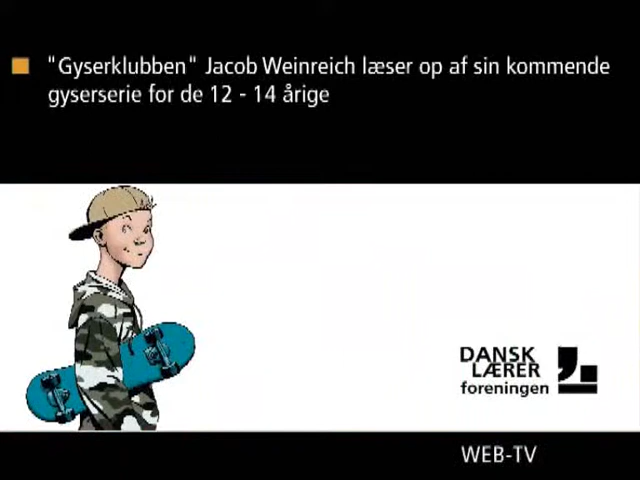 "Gyserklubben" Jacob Weinreich læser op af sin kommende
gyserserie for de 12 - 14 årige
DANSK
LÆRER
foreningen
WEB-TV